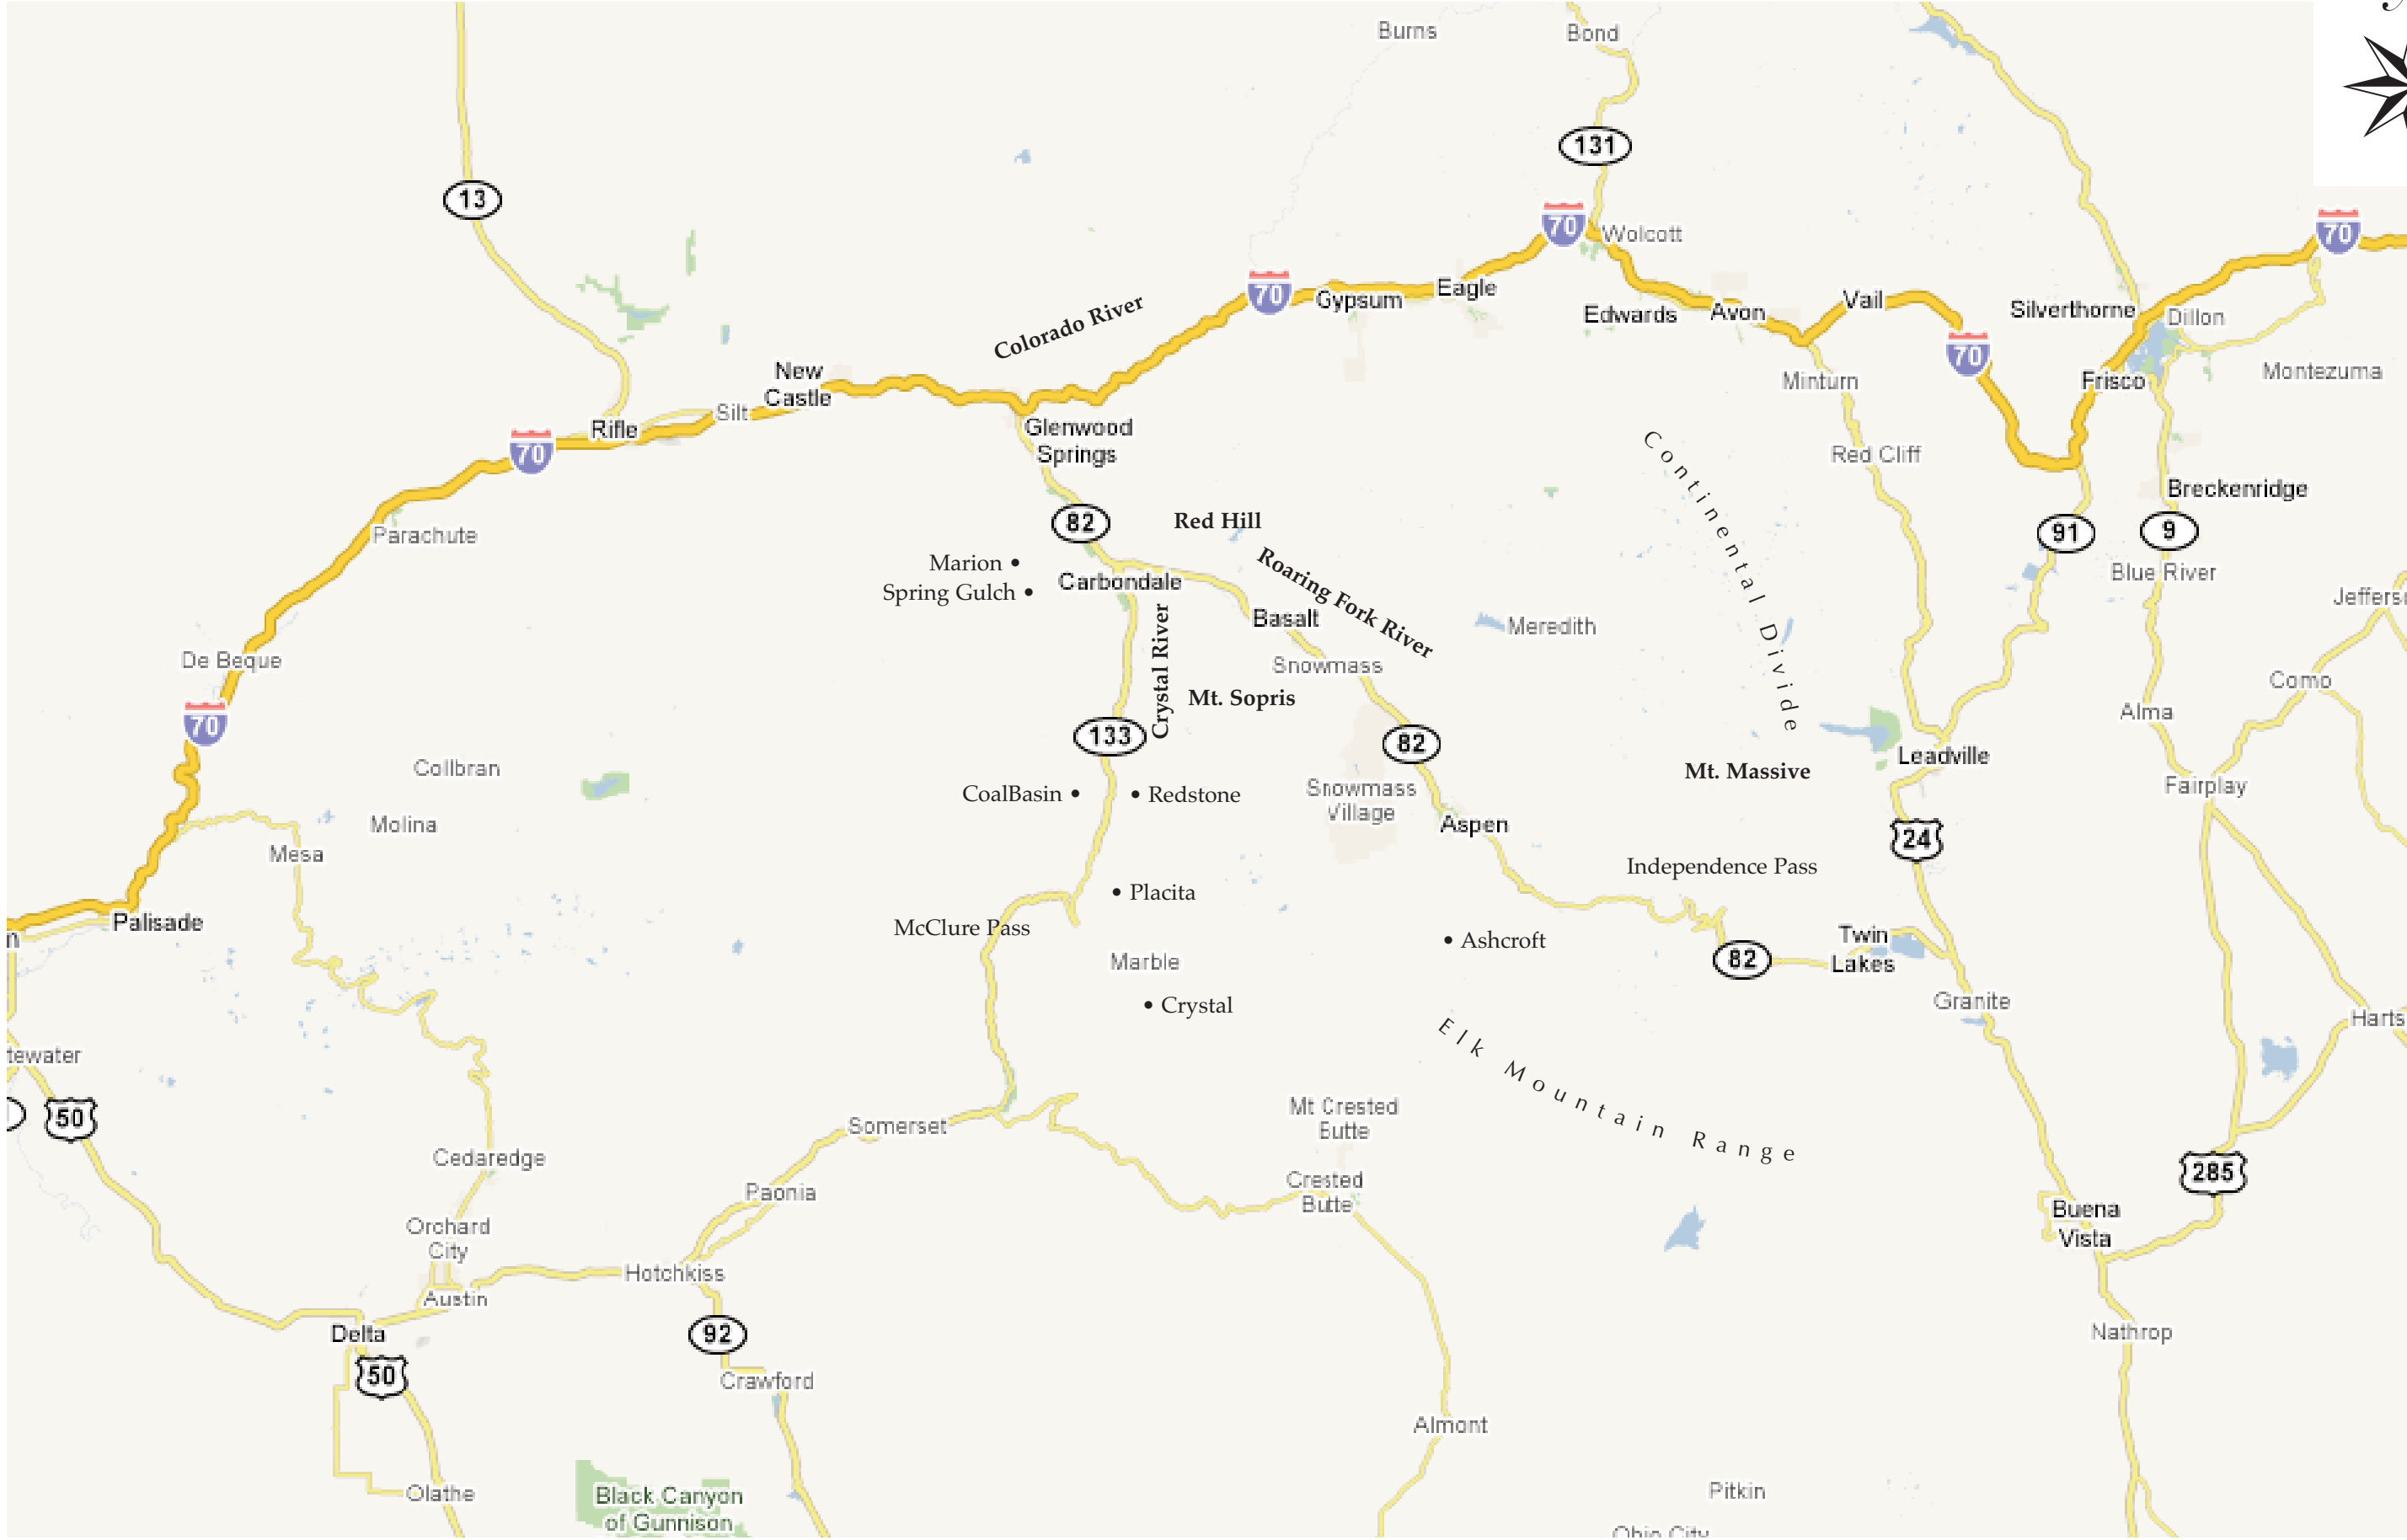 Burns
Bond
131
13
70
Wolcott
70
70
Colorado River
Gypsum
Eagle
Edwards
Avon
Vail
Silverthorne
Dillon
70
New
Castle
Minturn
Frisco
Montezuma
Silt
Rifle
Glenwood
Springs
70
Continental Divide
Red Cliff
Breckenridge
82
Red Hill
91
9
Parachute
Marion
Spring Gulch
Carbondale
Roaring Fork River
Blue River
Basalt
Meredith
Crystal River
De Beque
Snowmass
Mt. Sopris
Como
Alma
70
133
82
Leadville
Collbran
Mt. Massive
CoalBasin
Redstone
Snowmass
Village
Fairplay
Molina
Aspen
24
Mesa
Independence Pass
Placita
Palisade
McClure Pass
Ashcroft
Twin
Lakes
82
n
Marble
Crystal
Granite
Harts
Elk Mountain Range
tewater
50
Mt Crested
Butte
Somerset
Cedaredge
285
Paonia
Crested
Butte
Buena
Vista
Orchard
City
Hotchkiss
Austin
Delta
92
Nathrop
50
Crawford
Almont
Olathe
Black Canyon
of Gunnison
Pitkin